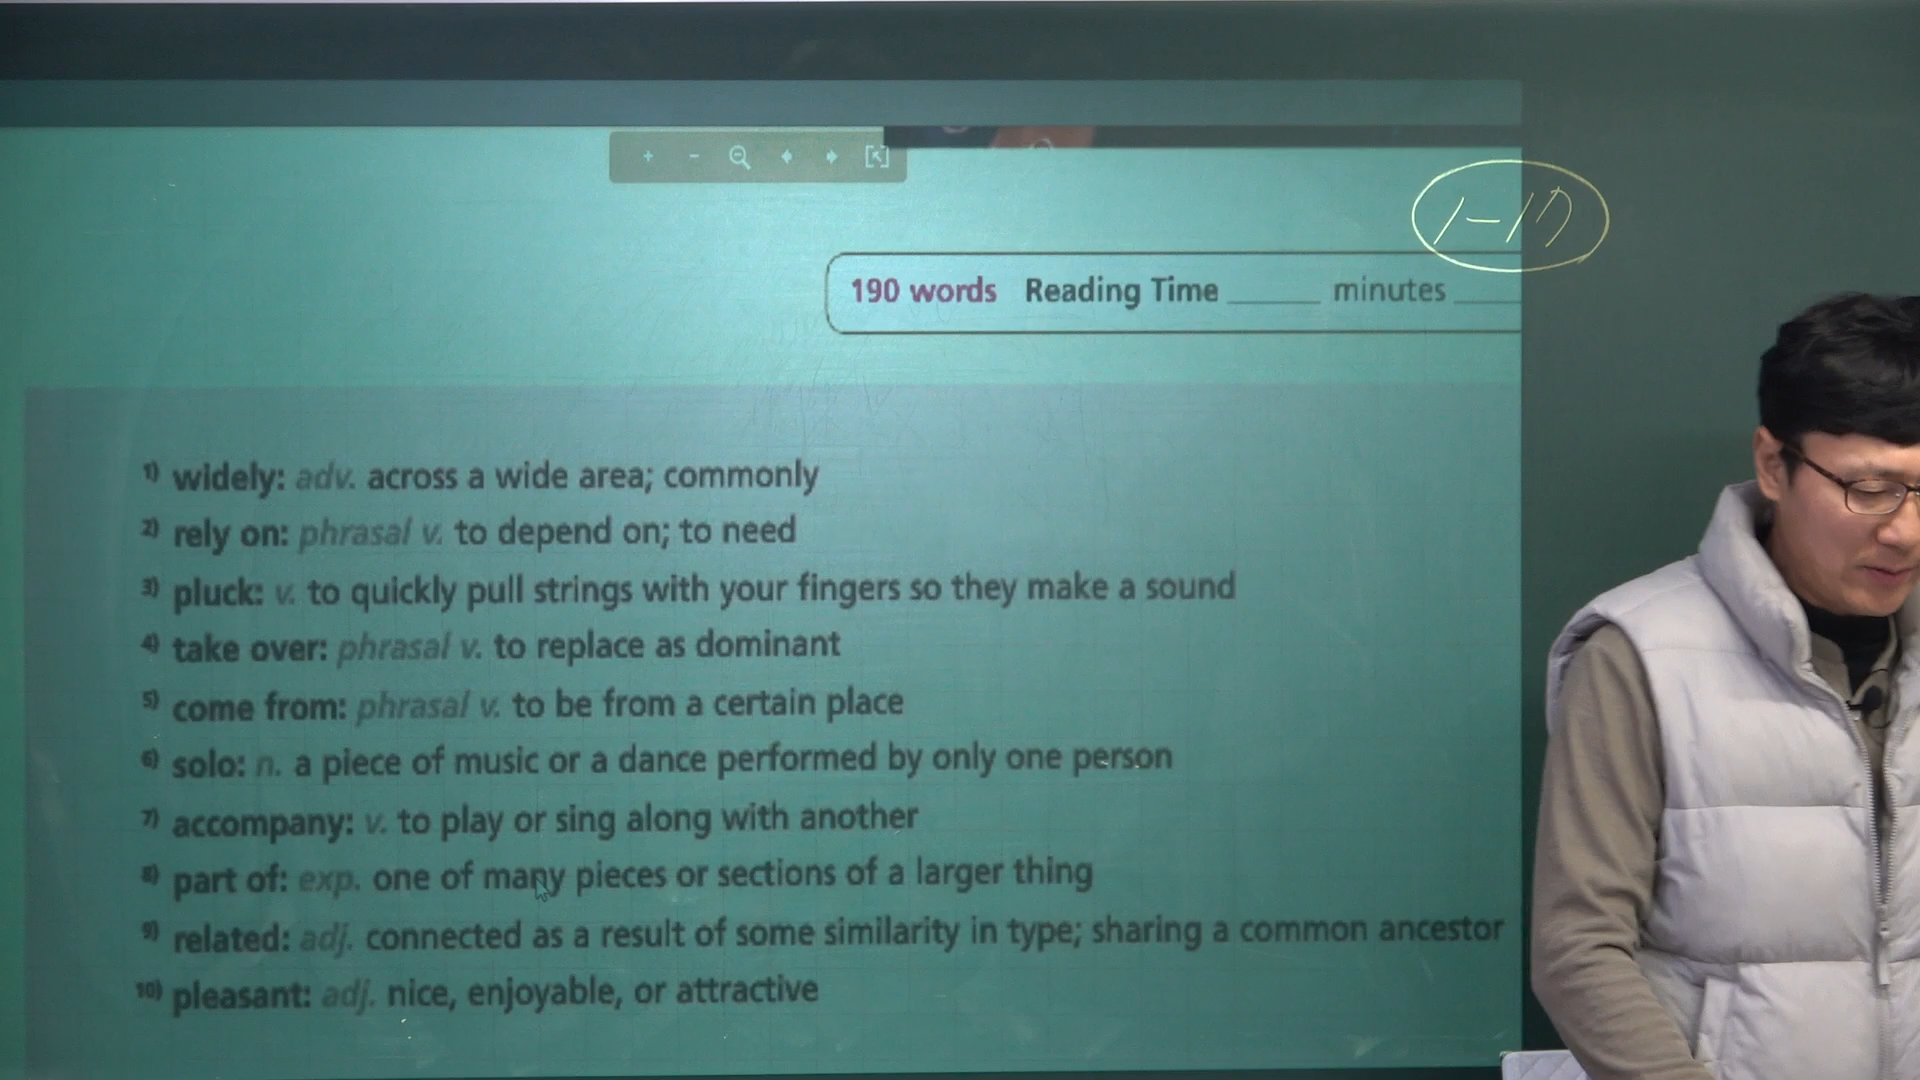 1-17
190 words Reading Time _____ minutes ____
1) widely: adv. across a wide area; commonly
2) rely on: phrasal v. to depend on; to need
3) pluck: v. to quickly pull strings with your fingers so they make a sound
4) take over: phrasal v. to replace as dominant
5) come from: phrasal v. to be from a certain place
6) solo: n. a piece of music or a dance performed by only one person
7) accompany: v. to play or sing along with another
8) part of: exp. one of many pieces or sections of a larger thing
9) related: adj. connected as a result of some similarity in type; sharing a common ancestor
10) pleasant: adj. nice, enjoyable, or attractive